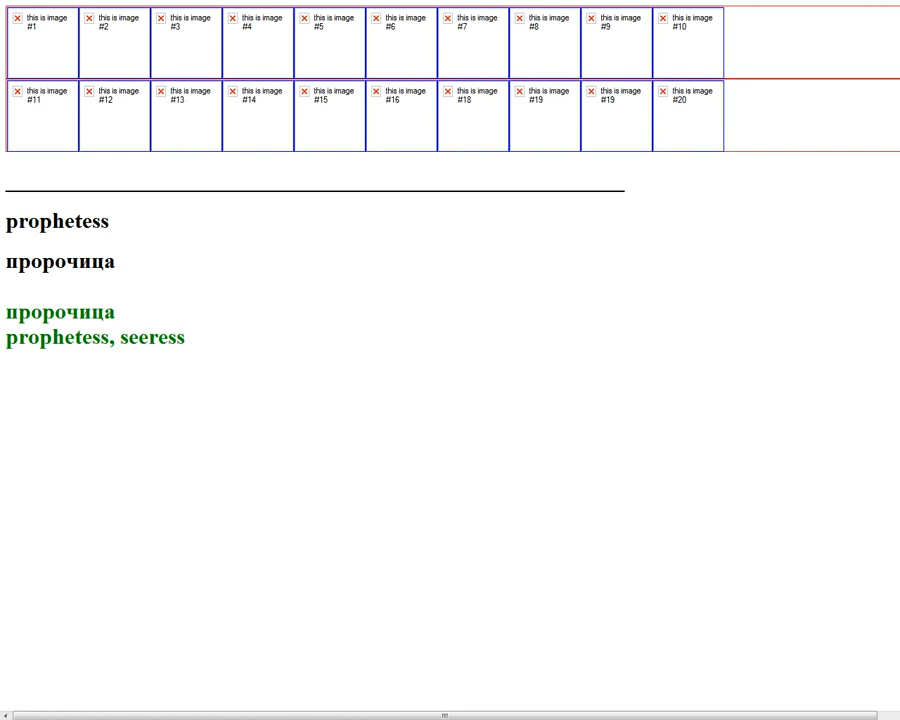 this is image this is image this is image this is image this is image this is image this is image this is image this is image this is image
#1 #2 #3 #4 #5 #6 #7 #8 #9 #10
this is image this is image this is image this is image this is image this is image this is image this is image this is image this is image
#11 #12 #13 #14 #15 #16 #18 #19 #19 #20
prophetess
пророчица
пророчица
prophetess, seeress